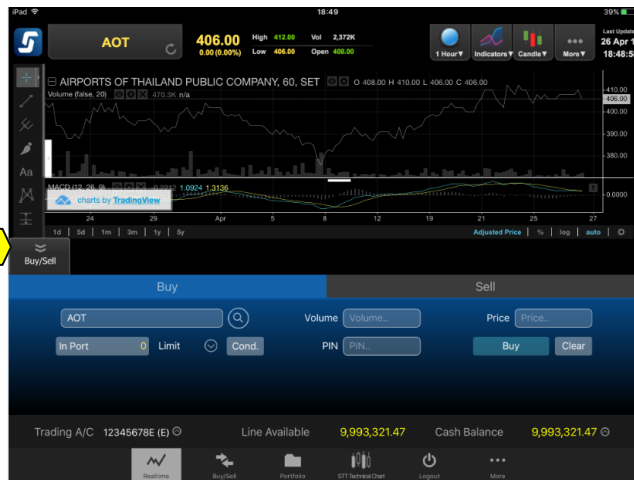 iPad 18:49 39%
AOT 406.00 High 412.00 Vol 2,372K Last Update
0.00 (0.00%) Low 406.00 Open 408.00 26 Apr 1
1 Hour▼ Indicators▼ Candle▼ More▼ 18:48:5
AIRPORTS OF THAILAND PUBLIC COMPANY, 60, SET O 408.00 H 410.00 L 406.00 C 406.00
Volume (false, 20) 470.3K n/a
410.00
406.00
400.00
390.00
380.00
Aa
MACD (12, 26, 9) -0.2212 1.0924 1.3136
charts by TradingView
0.0000
24 29 Apr 5 8 12 19 21 25 27
1d 5d 1m 3m 1y 5y Adjusted Price % log auto
Buy/Sell
Buy Sell
AOT Volume Volume.. Price Price..
In Port 0 Limit Cond. PIN PIN.. Buy Clear
Trading A/C 12345678E (E) Line Available 9,993,321.47 Cash Balance 9,993,321.47
Realtime Buy/Sell Portfolio STT Technical Chart Logout More